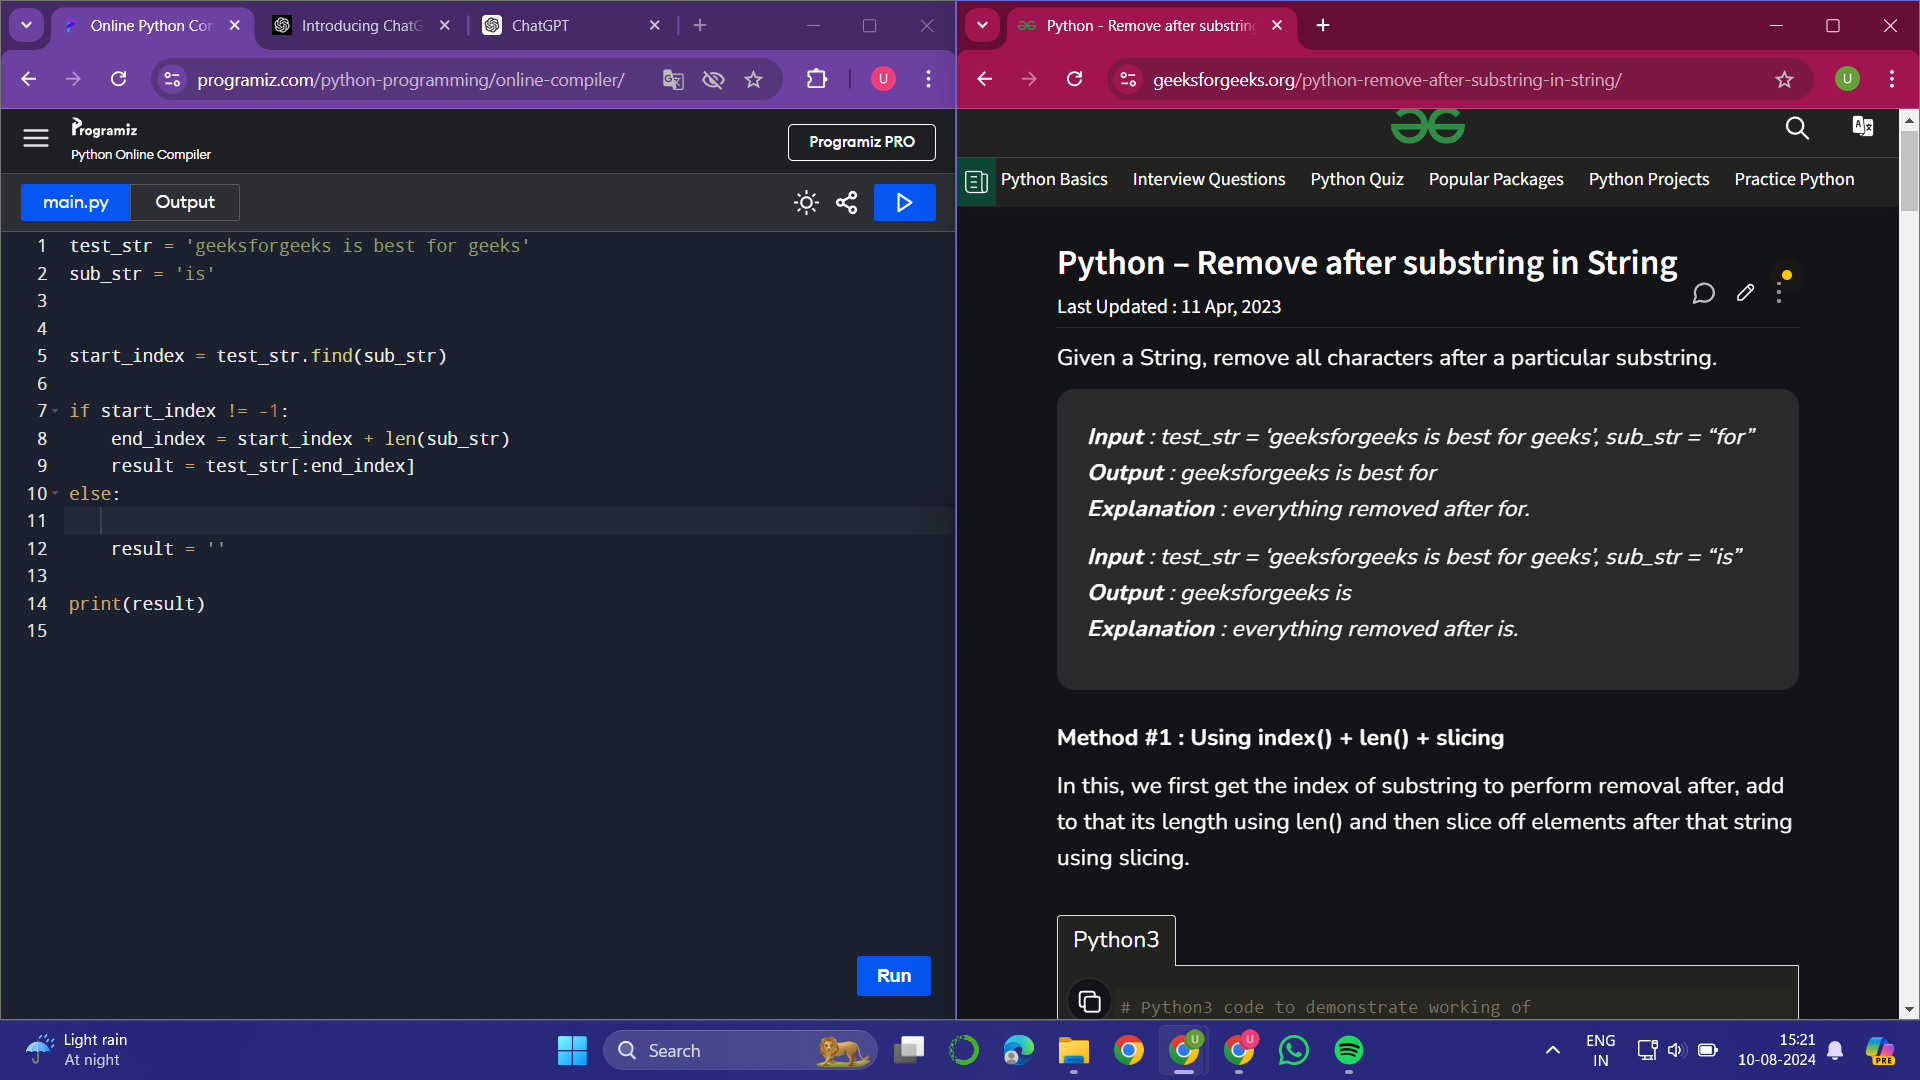 Online Python Con
Introducing ChatG
ChatGPT
programiz.com/python-programming/online-compiler/
U
Programiz
Python Online Compiler
Programiz PRO
main.py
Output
1 test_str = 'geeksforgeeks is best for geeks'
2 sub_str = 'is'
3
4
5 start_index = test_str.find(sub_str)
6
7 if start_index != -1:
8 end_index = start_index + len(sub_str)
9 result = test_str[:end_index]
10 else:
11
12 result = ''
13
14 print(result)
15
Run
Python - Remove after substrin
geeksforgeeks.org/python-remove-after-substring-in-string/
U
Python Basics Interview Questions Python Quiz Popular Packages Python Projects Practice Python
Python – Remove after substring in String
Last Updated : 11 Apr, 2023
Given a String, remove all characters after a particular substring.
Input : test_str = ‘geeksforgeeks is best for geeks’, sub_str = “for”
Output : geeksforgeeks is best for
Explanation : everything removed after for.
Input : test_str = ‘geeksforgeeks is best for geeks’, sub_str = “is”
Output : geeksforgeeks is
Explanation : everything removed after is.
Method #1 : Using index() + len() + slicing
In this, we first get the index of substring to perform removal after, add
to that its length using len() and then slice off elements after that string
using slicing.
Python3
# Python3 code to demonstrate working of
Light rain
At night
Search
U
U
ENG
IN
15:21
10-08-2024
PRE